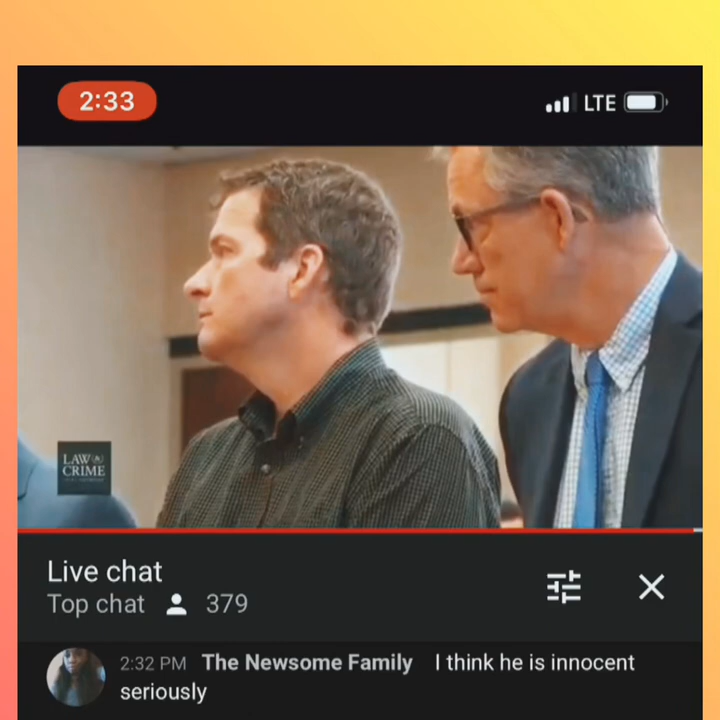 2:33
LTE
LAW &
CRIME
Live chat
Top chat 379
2:32 PM The Newsome Family I think he is innocent
seriously